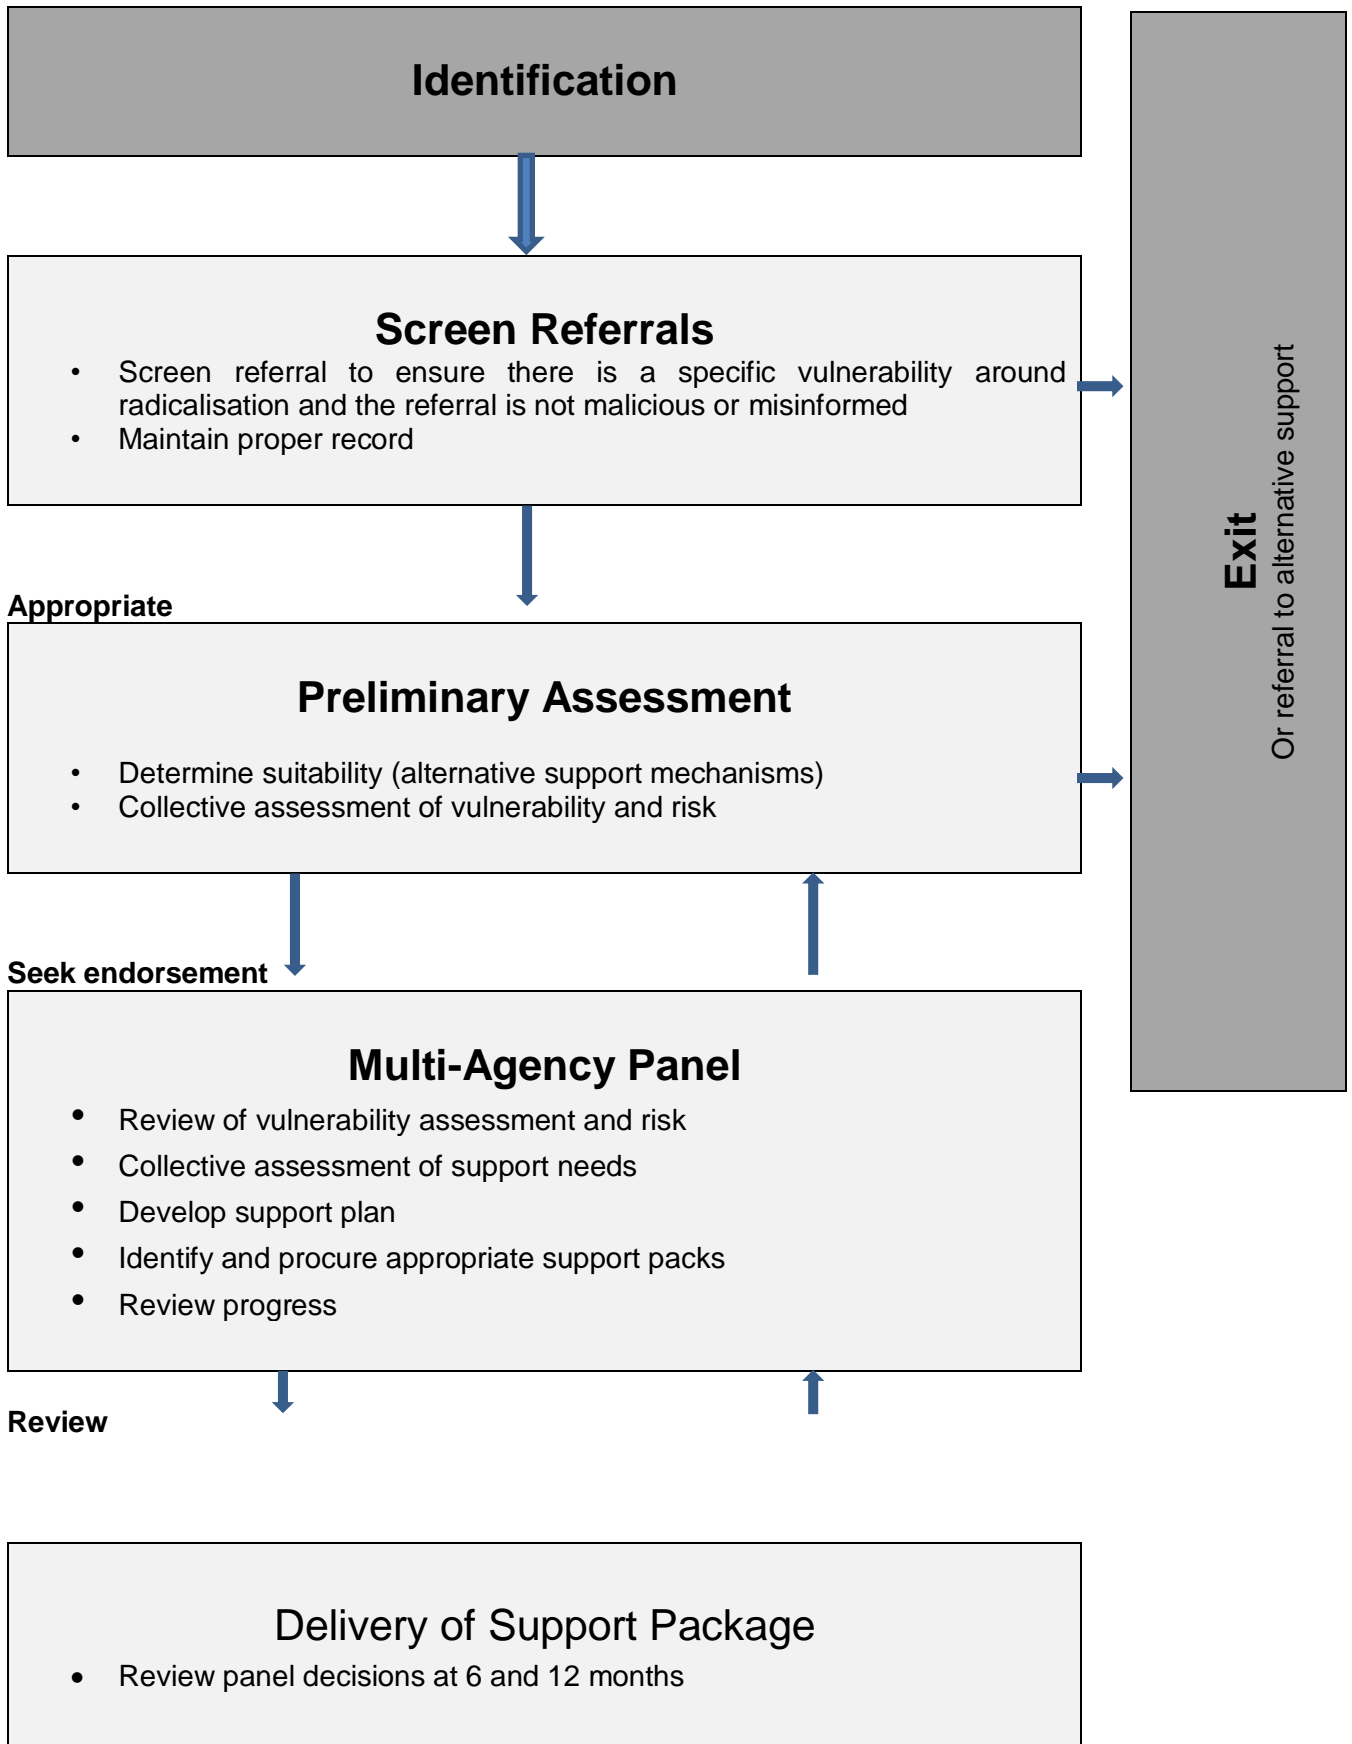 Identification
Screen Referrals
• Screen referral to ensure there is a specific vulnerability around
radicalisation and the referral is not malicious or misinformed
• Maintain proper record
Appropriate
Preliminary Assessment
• Determine suitability (alternative support mechanisms)
• Collective assessment of vulnerability and risk
Seek endorsement
Multi-Agency Panel
• Review of vulnerability assessment and risk
• Collective assessment of support needs
• Develop support plan
• Identify and procure appropriate support packs
• Review progress
Review
Delivery of Support Package
• Review panel decisions at 6 and 12 months
Exit
Or referral to alternative support